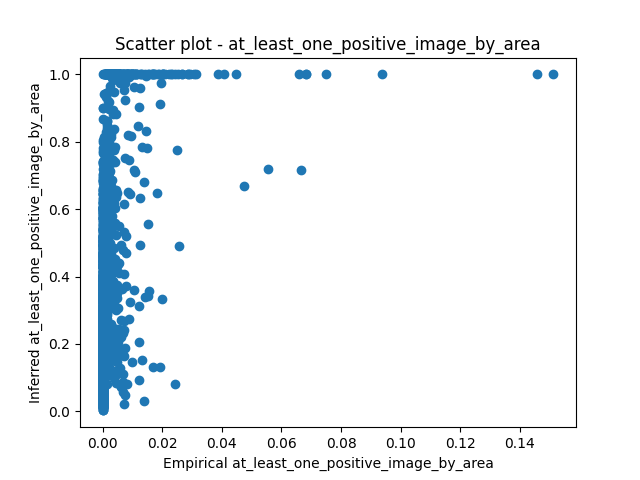 Scatter plot - at_least_one_positive_image_by_area
Inferred at_least_one_positive_image_by_area
1.0
0.8
0.6
0.4
0.2
0.0
0.00 0.02 0.04 0.06 0.08 0.10 0.12 0.14
Empirical at_least_one_positive_image_by_area